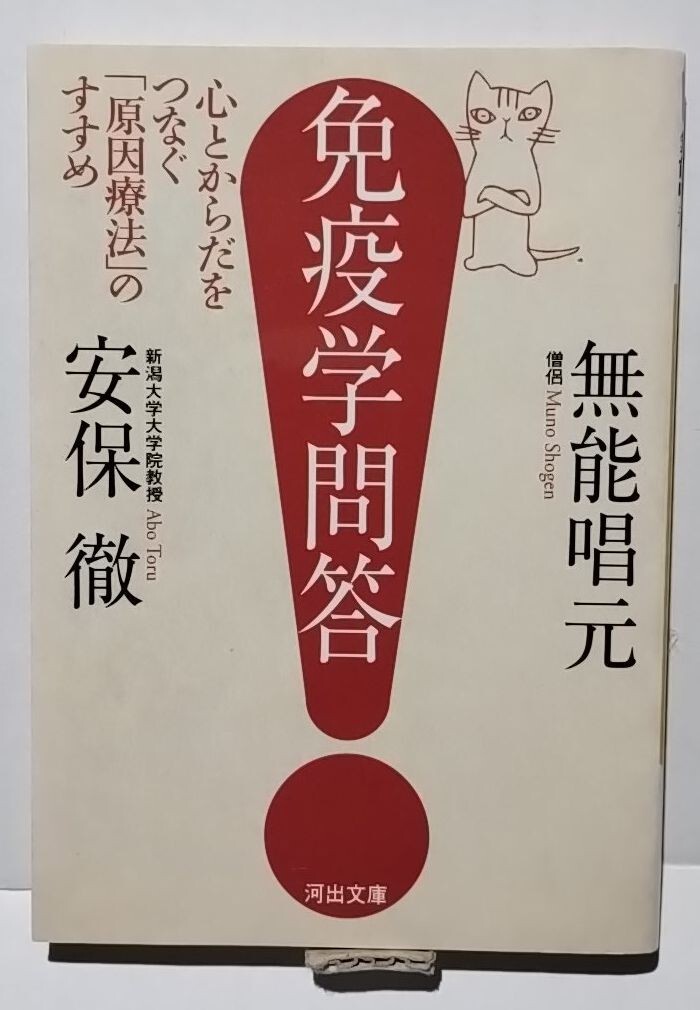 無能唱元
僧侶 Muno Shogen
免疫学問答
心とからだを
つなぐ
「原因療法」の
すすめ
新潟大学大学院教授 Abo Toru
安保 徹
河出文庫